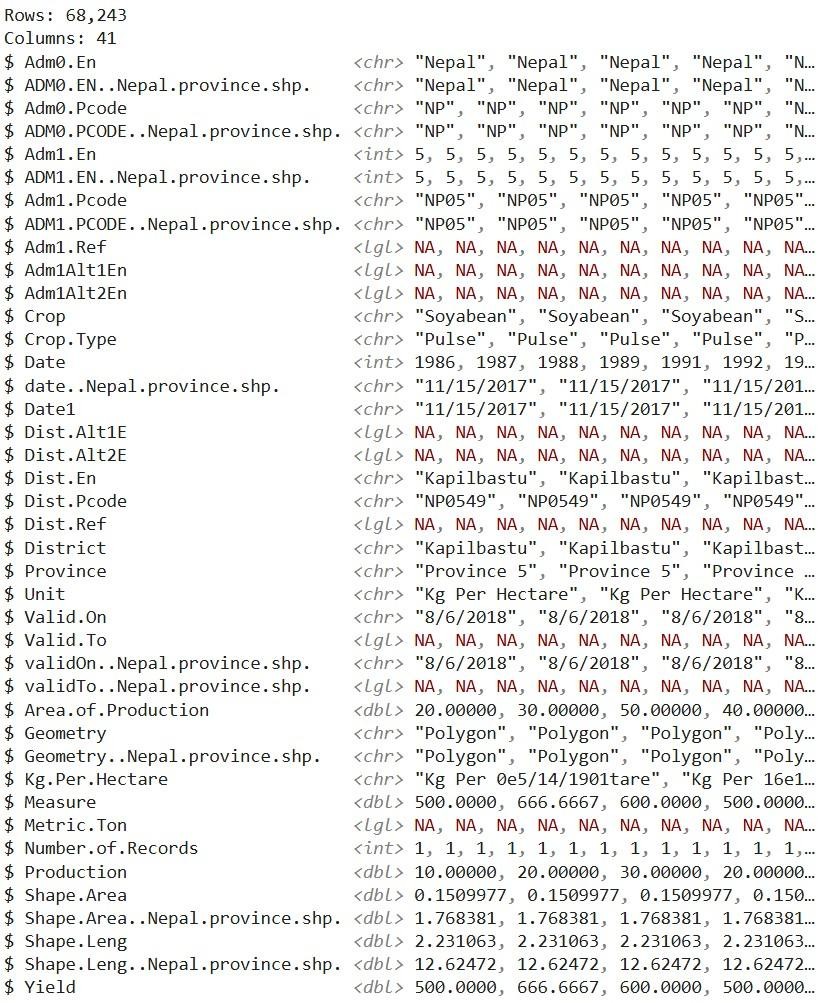 Rows: 68,243
Columns: 41
$ Adm0.En <chr> "Nepal", "Nepal", "Nepal", "Nepal", "N…
$ ADM0.EN..Nepal.province.shp. <chr> "Nepal", "Nepal", "Nepal", "Nepal", "N…
$ Adm0.Pcode <chr> "NP", "NP", "NP", "NP", "NP", "NP", "N…
$ ADM0.PCODE..Nepal.province.shp. <chr> "NP", "NP", "NP", "NP", "NP", "NP", "N…
$ Adm1.En <int> 5, 5, 5, 5, 5, 5, 5, 5, 5, 5, 5, 5, 5,…
$ ADM1.EN..Nepal.province.shp. <int> 5, 5, 5, 5, 5, 5, 5, 5, 5, 5, 5, 5, 5,…
$ Adm1.Pcode <chr> "NP05", "NP05", "NP05", "NP05", "NP05"…
$ ADM1.PCODE..Nepal.province.shp. <chr> "NP05", "NP05", "NP05", "NP05", "NP05"…
$ Adm1.Ref <lgl> NA, NA, NA, NA, NA, NA, NA, NA, NA, NA…
$ Adm1Alt1En <lgl> NA, NA, NA, NA, NA, NA, NA, NA, NA, NA…
$ Adm1Alt2En <lgl> NA, NA, NA, NA, NA, NA, NA, NA, NA, NA…
$ Crop <chr> "Soyabean", "Soyabean", "Soyabean", "S…
$ Crop.Type <chr> "Pulse", "Pulse", "Pulse", "Pulse", "P…
$ Date <int> 1986, 1987, 1988, 1989, 1991, 1992, 19…
$ date..Nepal.province.shp. <chr> "11/15/2017", "11/15/2017", "11/15/201…
$ Date1 <chr> "11/15/2017", "11/15/2017", "11/15/201…
$ Dist.Alt1E <lgl> NA, NA, NA, NA, NA, NA, NA, NA, NA, NA…
$ Dist.Alt2E <lgl> NA, NA, NA, NA, NA, NA, NA, NA, NA, NA…
$ Dist.En <chr> "Kapilbastu", "Kapilbastu", "Kapilbast…
$ Dist.Pcode <chr> "NP0549", "NP0549", "NP0549", "NP0549"…
$ Dist.Ref <lgl> NA, NA, NA, NA, NA, NA, NA, NA, NA, NA…
$ District <chr> "Kapilbastu", "Kapilbastu", "Kapilbast…
$ Province <chr> "Province 5", "Province 5", "Province …
$ Unit <chr> "Kg Per Hectare", "Kg Per Hectare", "K…
$ Valid.On <chr> "8/6/2018", "8/6/2018", "8/6/2018", "8…
$ Valid.To <lgl> NA, NA, NA, NA, NA, NA, NA, NA, NA, NA…
$ validOn..Nepal.province.shp. <chr> "8/6/2018", "8/6/2018", "8/6/2018", "8…
$ validTo..Nepal.province.shp. <lgl> NA, NA, NA, NA, NA, NA, NA, NA, NA, NA…
$ Area.of.Production <dbl> 20.00000, 30.00000, 50.00000, 40.00000…
$ Geometry <chr> "Polygon", "Polygon", "Polygon", "Poly…
$ Geometry..Nepal.province.shp. <chr> "Polygon", "Polygon", "Polygon", "Poly…
$ Kg.Per.Hectare <chr> "Kg Per 0e5/14/1901tare", "Kg Per 16e1…
$ Measure <dbl> 500.0000, 666.6667, 600.0000, 500.0000…
$ Metric.Ton <lgl> NA, NA, NA, NA, NA, NA, NA, NA, NA, NA…
$ Number.of.Records <int> 1, 1, 1, 1, 1, 1, 1, 1, 1, 1, 1, 1, 1,…
$ Production <dbl> 10.00000, 20.00000, 30.00000, 20.00000…
$ Shape.Area <dbl> 0.1509977, 0.1509977, 0.1509977, 0.150…
$ Shape.Area..Nepal.province.shp. <dbl> 1.768381, 1.768381, 1.768381, 1.768381…
$ Shape.Leng <dbl> 2.231063, 2.231063, 2.231063, 2.231063…
$ Shape.Leng..Nepal.province.shp. <dbl> 12.62472, 12.62472, 12.62472, 12.62472…
$ Yield <dbl> 500.0000, 666.6667, 600.0000, 500.0000…